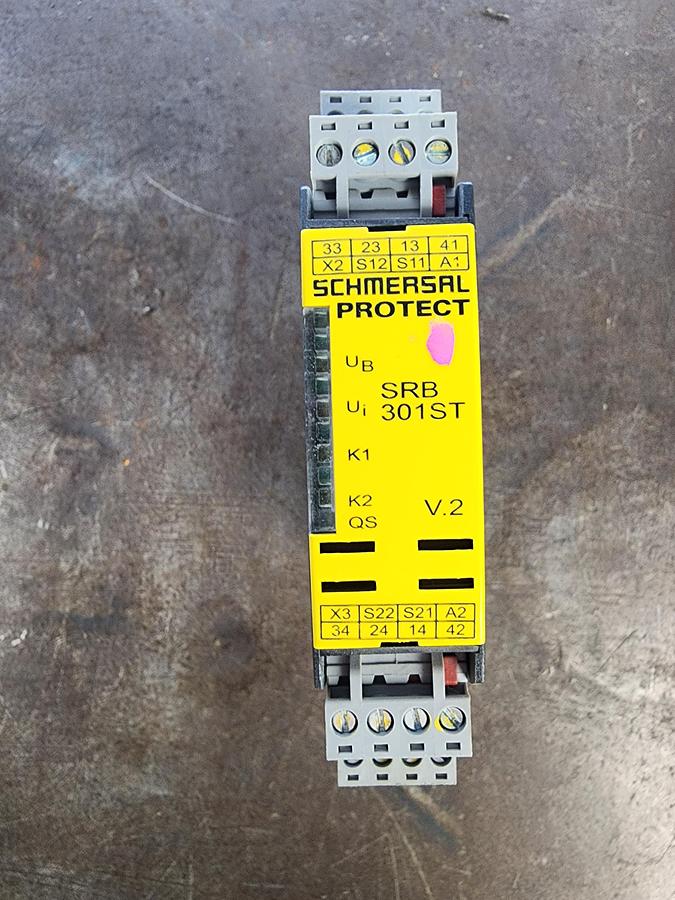 33 23 13 41
X2 S12 S11 A1
SCHMERSAL
PROTECT
UB
SRB
Ui 301ST
K1
K2 V.2
QS
X3 S22 S21 A2
34 24 14 42